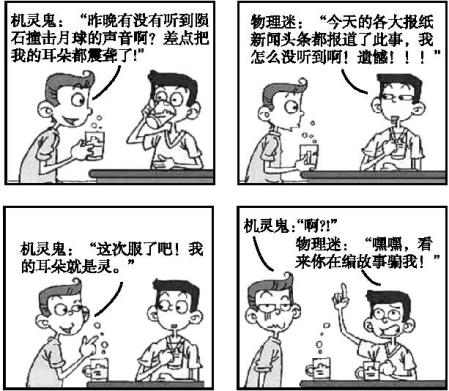 机灵鬼：“昨晚有没有听到陨
石撞击月球的声音啊？差点把
我的耳朵都震聋了!”
物理迷：“今天的各大报纸
新闻头条都报道了此事，我
怎么没听到啊！遗憾！！！”
机灵鬼：“这次服了吧！我
的耳朵就是灵。”
机灵鬼：“啊?!”
物理迷：“嘿嘿，看
来你在编故事骗我！”